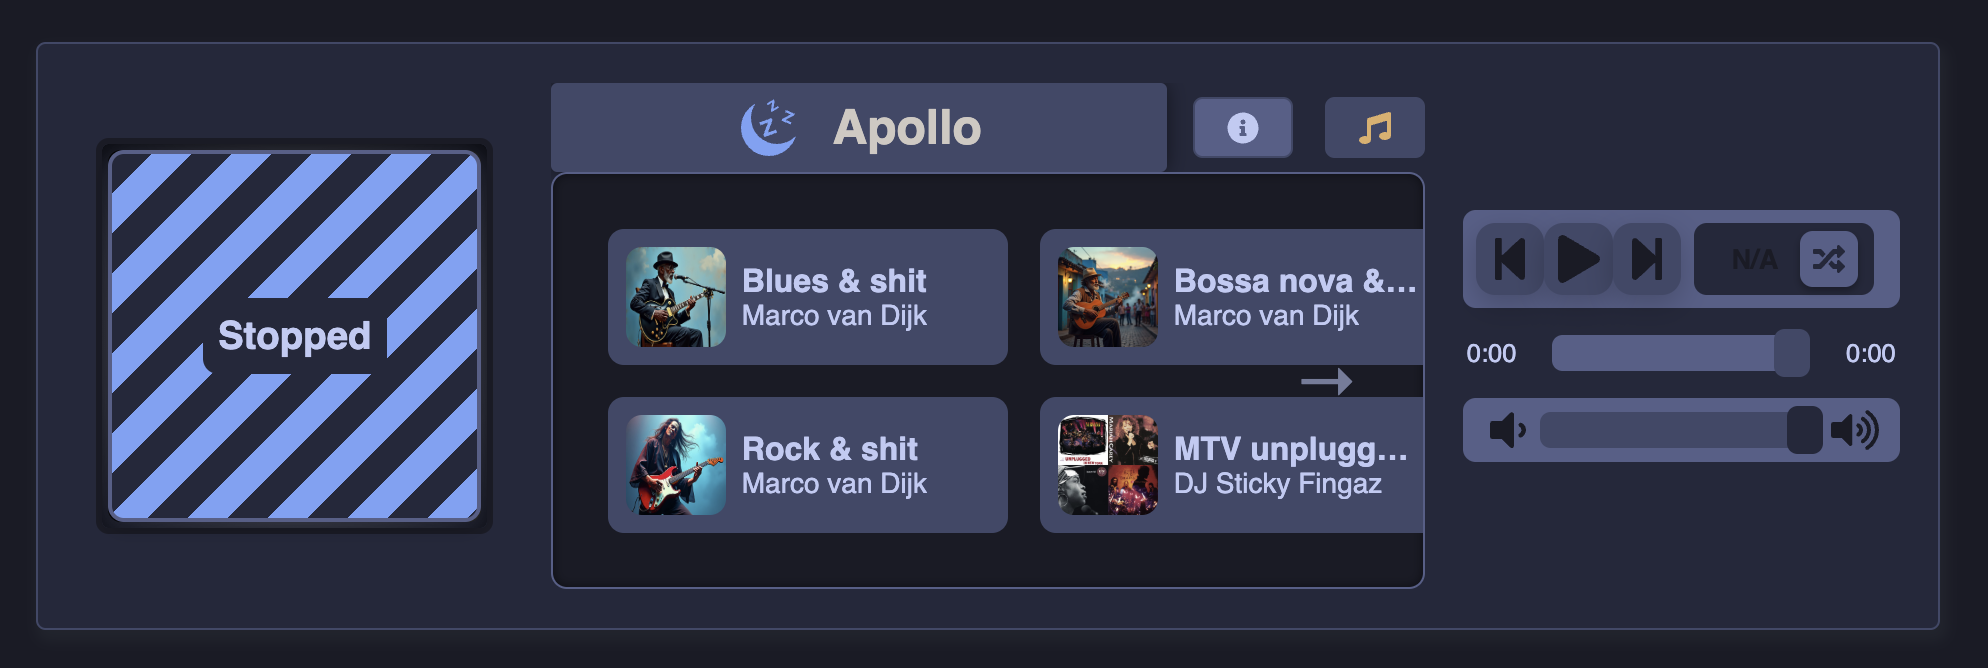 Apollo
Stopped
Blues & shit
Marco van Dijk
Bossa nova &...
Marco van Dijk
Rock & shit
Marco van Dijk
MTV unplugg...
DJ Sticky Fingaz
N/A
0:00
0:00